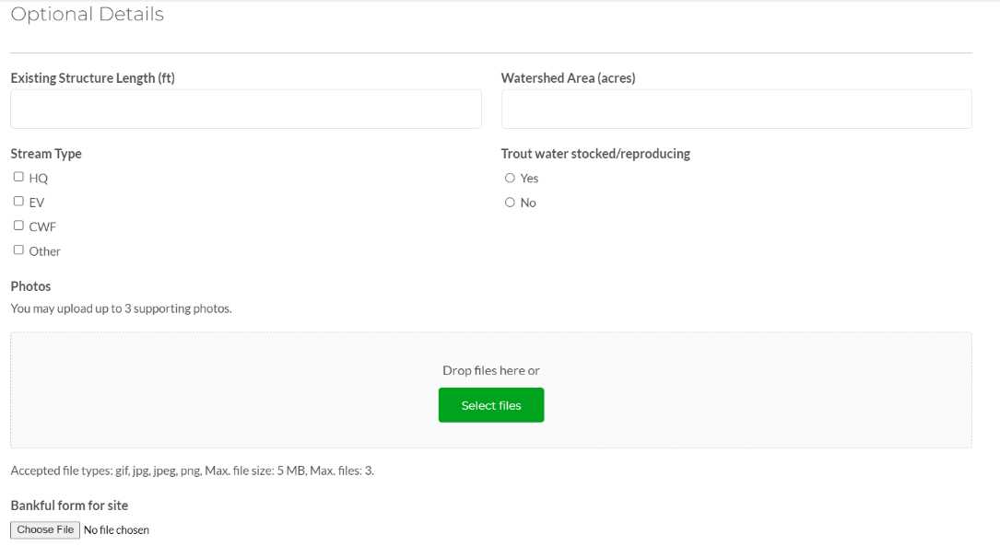 Optional Details
Existing Structure Length (ft)
Watershed Area (acres)
Stream Type
HQ
EV
CWF
Other
Trout water stocked/reproducing
Yes
No
Photos
You may upload up to 3 supporting photos.
Drop files here or
Select files
Accepted file types: gif, jpg, jpeg, png, Max. file size: 5 MB, Max. files: 3.
Bankful form for site
Choose File No file chosen